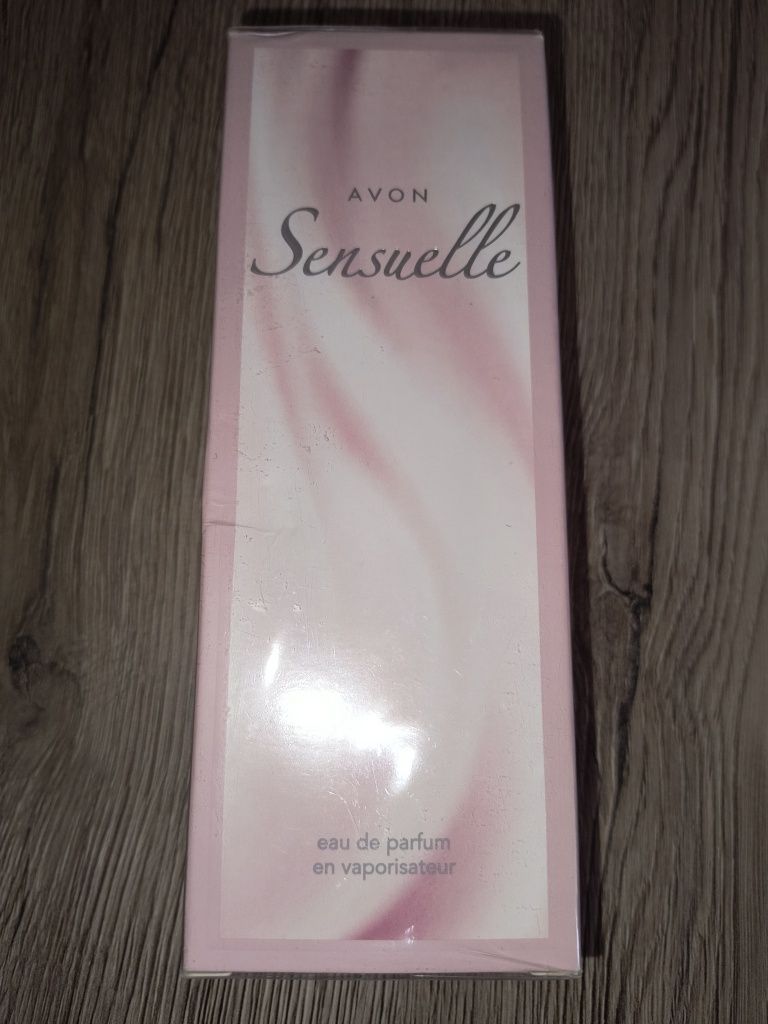 AVON
Sensuelle
eau de parfum
en vaporisateur